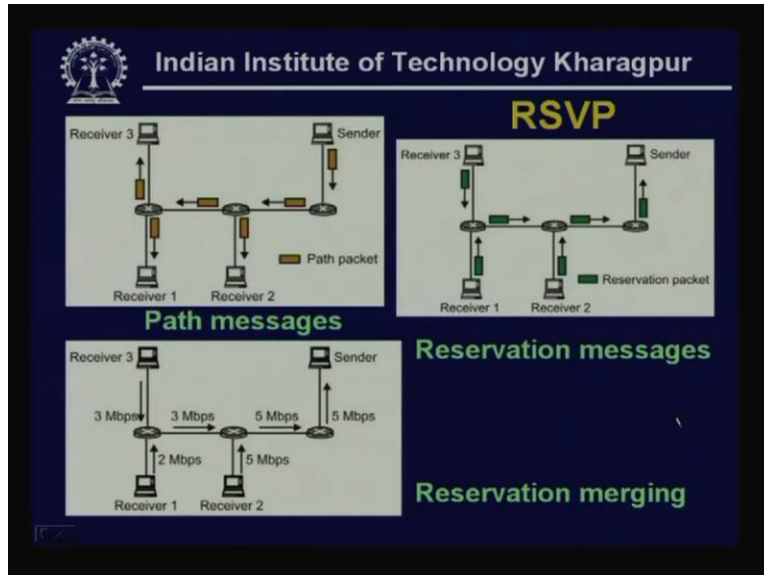 Indian Institute of Technology Kharagpur
RSVP
Receiver 3
Sender
Path packet
Receiver 1 Receiver 2
Path messages
Receiver 3
Sender
Reservation packet
Receiver 1 Receiver 2
Reservation messages
Receiver 3
Sender
3 Mbps 3 Mbps 5 Mbps 5 Mbps
2 Mbps 5 Mbps
Receiver 1 Receiver 2
Reservation merging